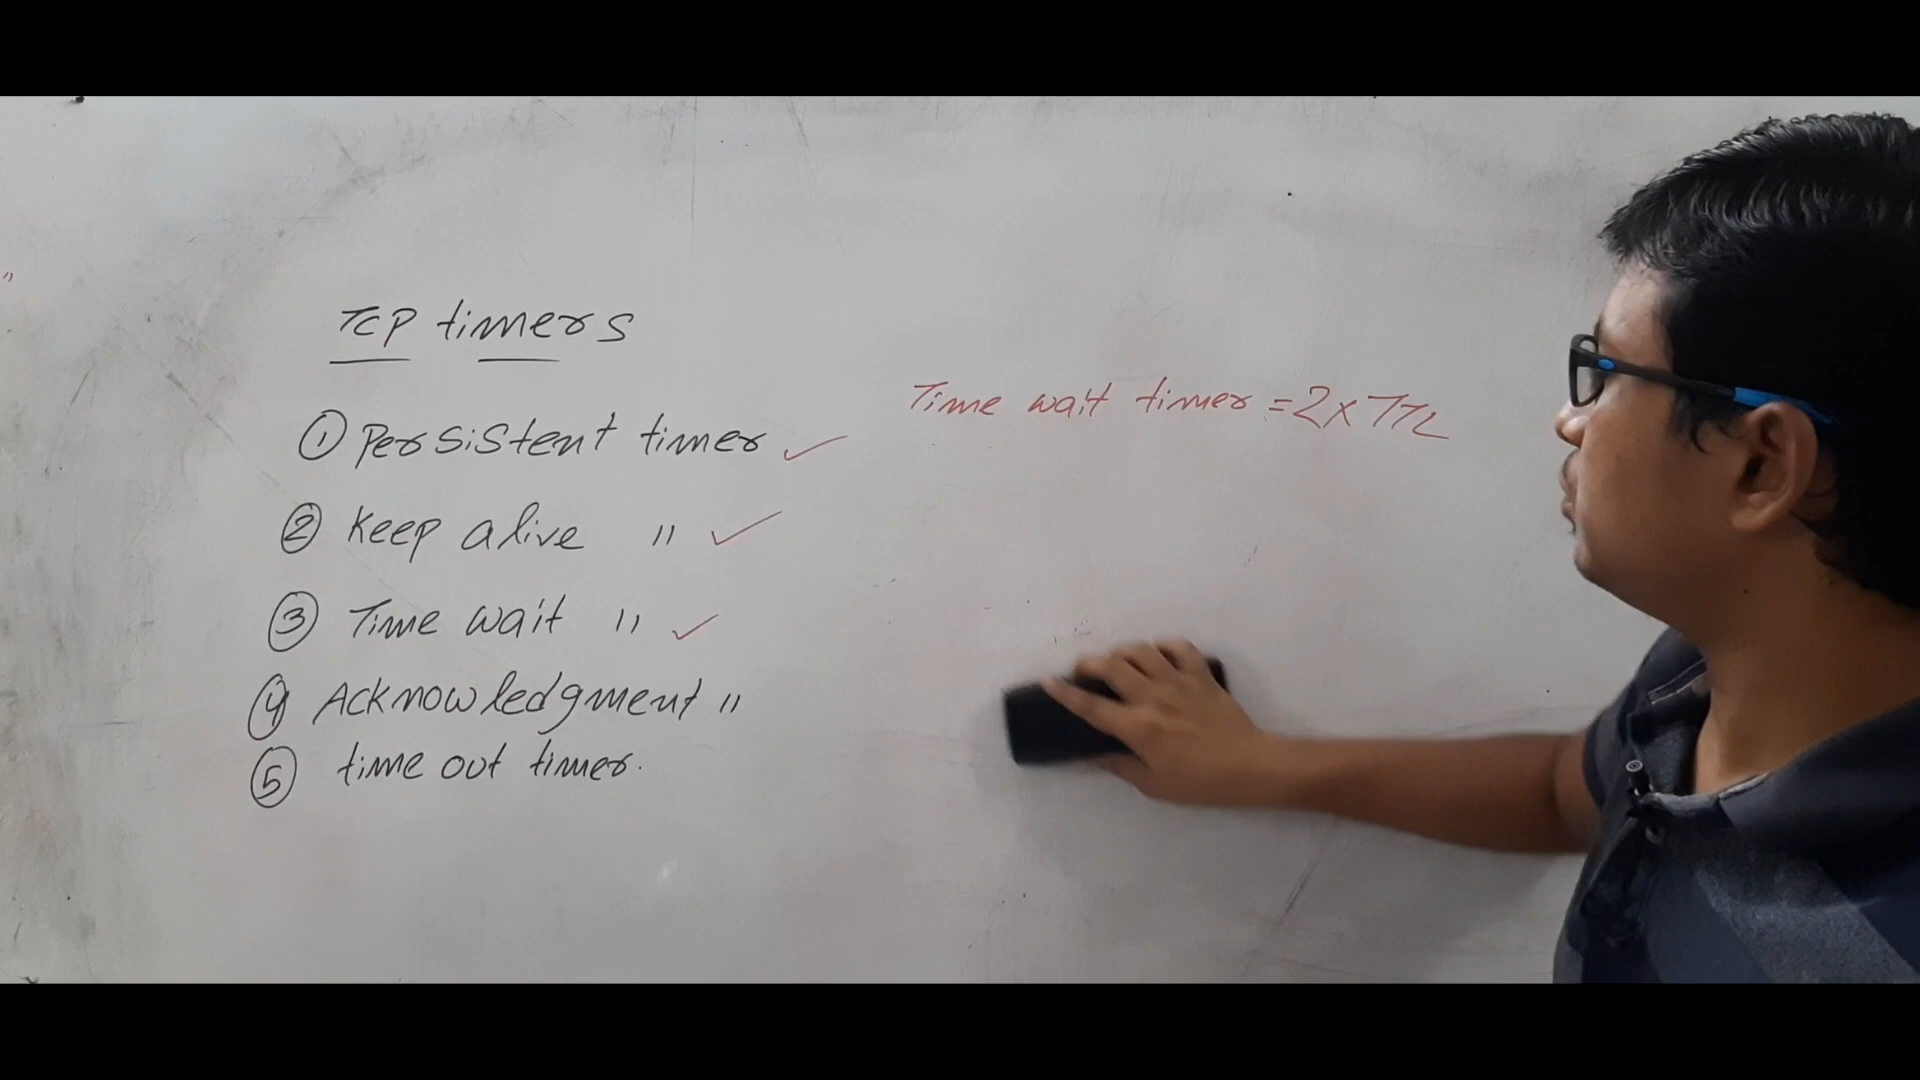 TCP timers
① Persistent timer ✓
② Keep alive " ✓
③ Time wait " ✓
④ Acknowledgment "
⑤ time out timer.
Time wait timer = 2 x TTL